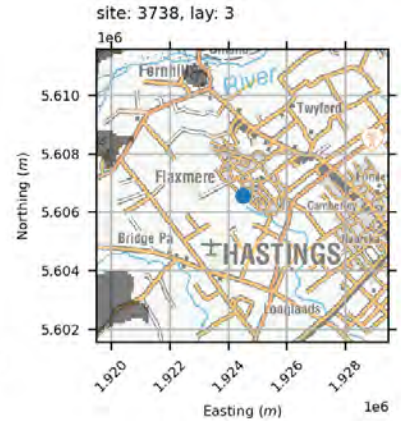 site: 3738, lay: 3
1e6
Fernhil
River
Twyford
Flaxmere
Camberley
Bridge Pa
HASTINGS
Longlands
5.610
5.608
5.606
5.604
5.602
Northing (m)
1.920
1.922
1.924
1.926
1.928
1e6
Easting (m)